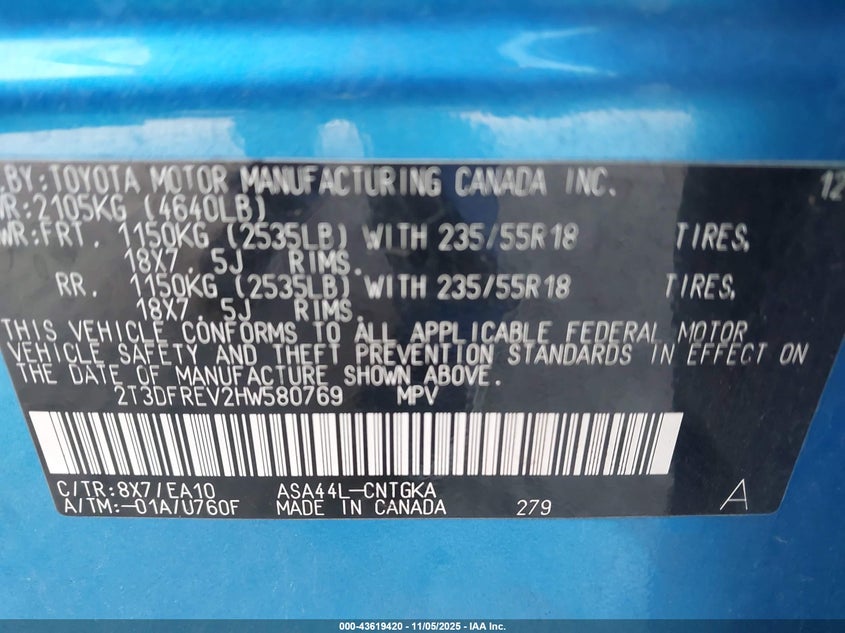 .BY:TOYOTA MOTOR MANUFACTURING CANADA INC. 12
WR:2105KG (4640LB)
WR:FRT. 1150KG (2535LB) WITH 235/55R18 TIRES,
18X7.5J RIMS.
RR. 1150KG (2535LB) WITH 235/55R18 TIRES,
18X7.5J RIMS.
THIS VEHICLE CONFORMS TO ALL APPLICABLE FEDERAL MOTOR
VEHICLE SAFETY AND THEFT PREVENTION STANDARDS IN EFFECT ON
THE DATE OF MANUFACTURE SHOWN ABOVE.
2T3DFREV2HW580769 MPV
C/TR:8X7/EA10 ASA44L-CNTGKA
A/TM:-01A/U760F MADE IN CANADA 279 A
000-43619420 - 11/05/2025 - IAA Inc.